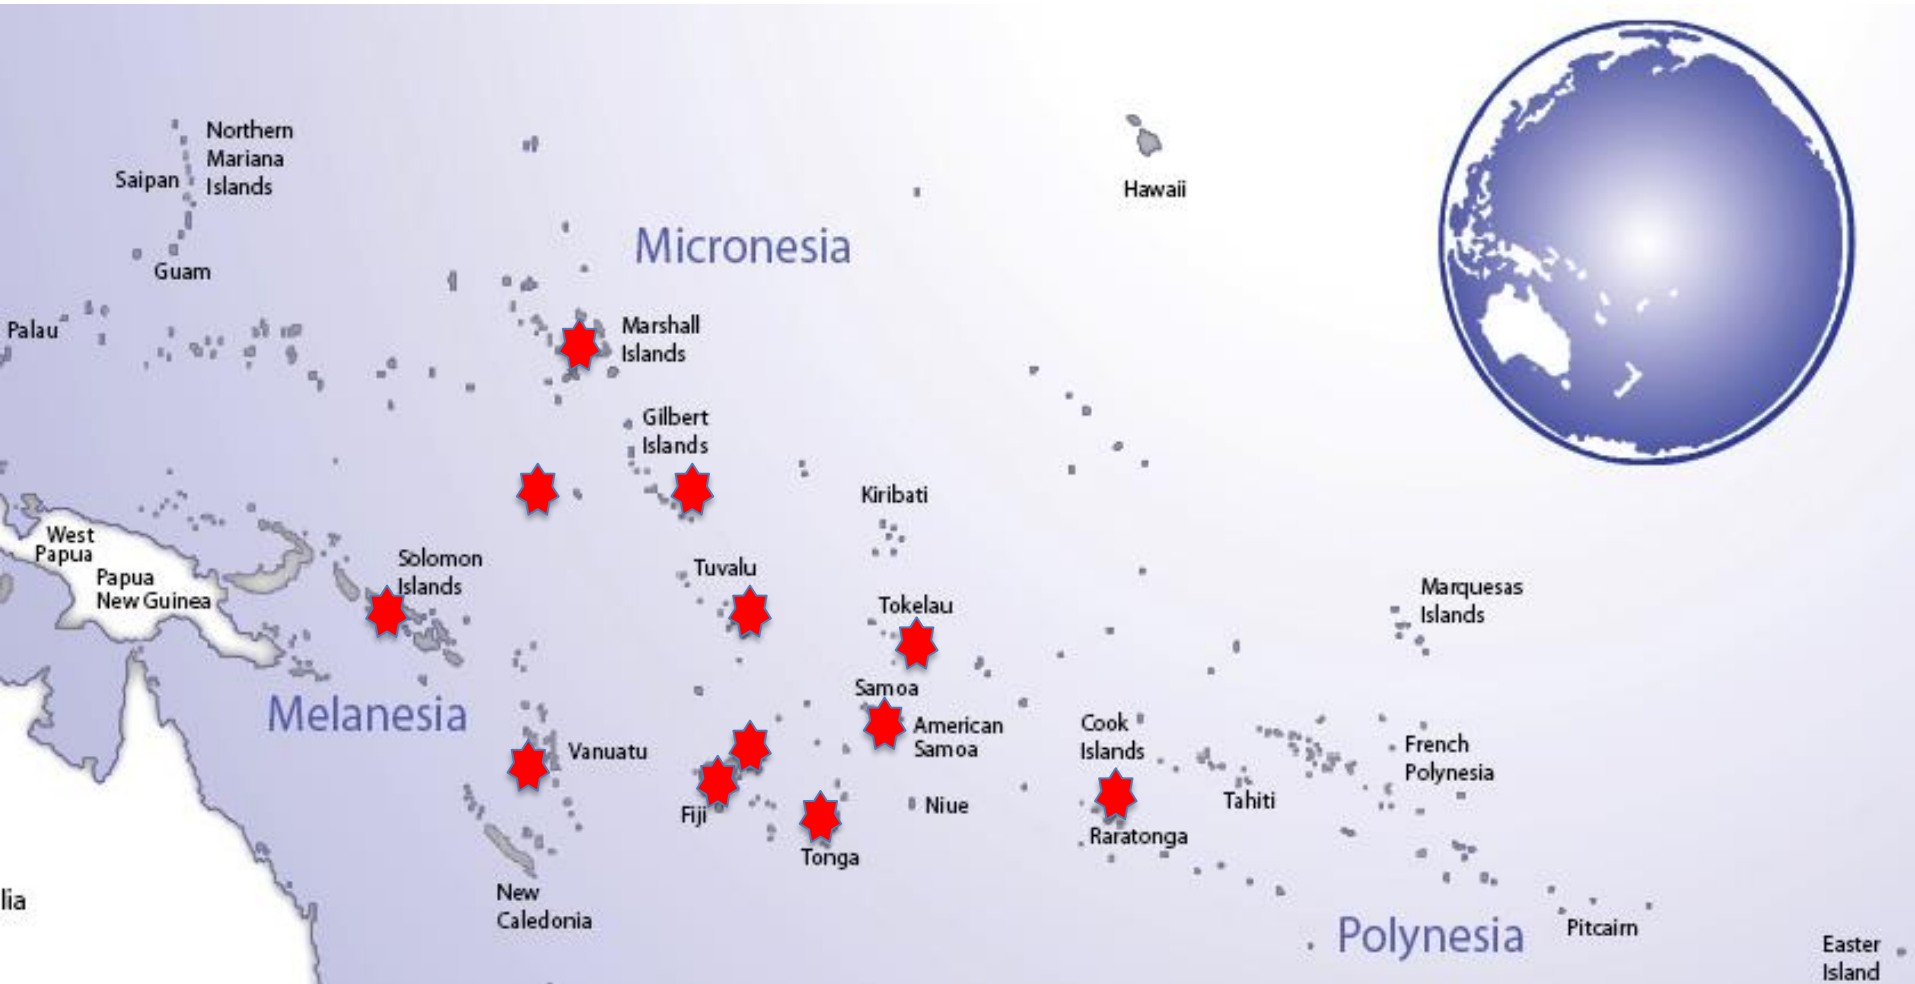 Northern
Mariana
Islands
Saipan
Guam
Hawaii
Micronesia
Palau
Marshall
Islands
Gilbert
Islands
Kiribati
West
Papua
Papua
New Guinea
Solomon
Islands
Tuvalu
Tokelau
Marquesas
Islands
Samoa
American
Samoa
Melanesia
Vanuatu
Cook
Islands
French
Polynesia
Fiji
Niue
Tahiti
Raratonga
Tonga
New
Caledonia
lia
Polynesia
Pitcairn
Easter
Island